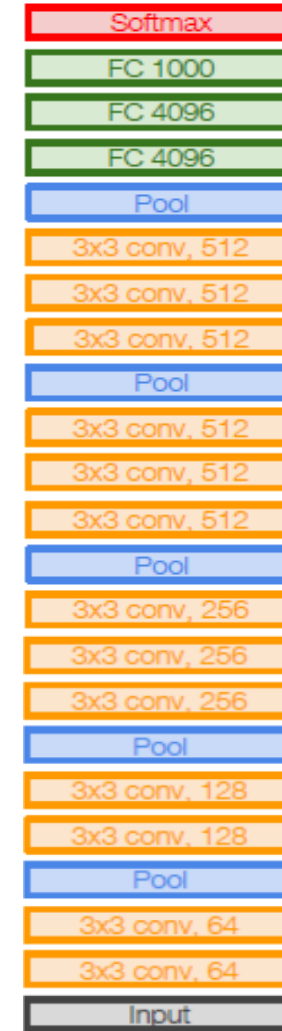 Softmax
FC 1000
FC 4096
FC 4096
Pool
3x3 conv, 512
3x3 conv, 512
3x3 conv, 512
Pool
3x3 conv, 512
3x3 conv, 512
3x3 conv, 512
Pool
3x3 conv, 256
3x3 conv, 256
3x3 conv, 256
Pool
3x3 conv, 128
3x3 conv, 128
Pool
3x3 conv, 64
3x3 conv, 64
Input